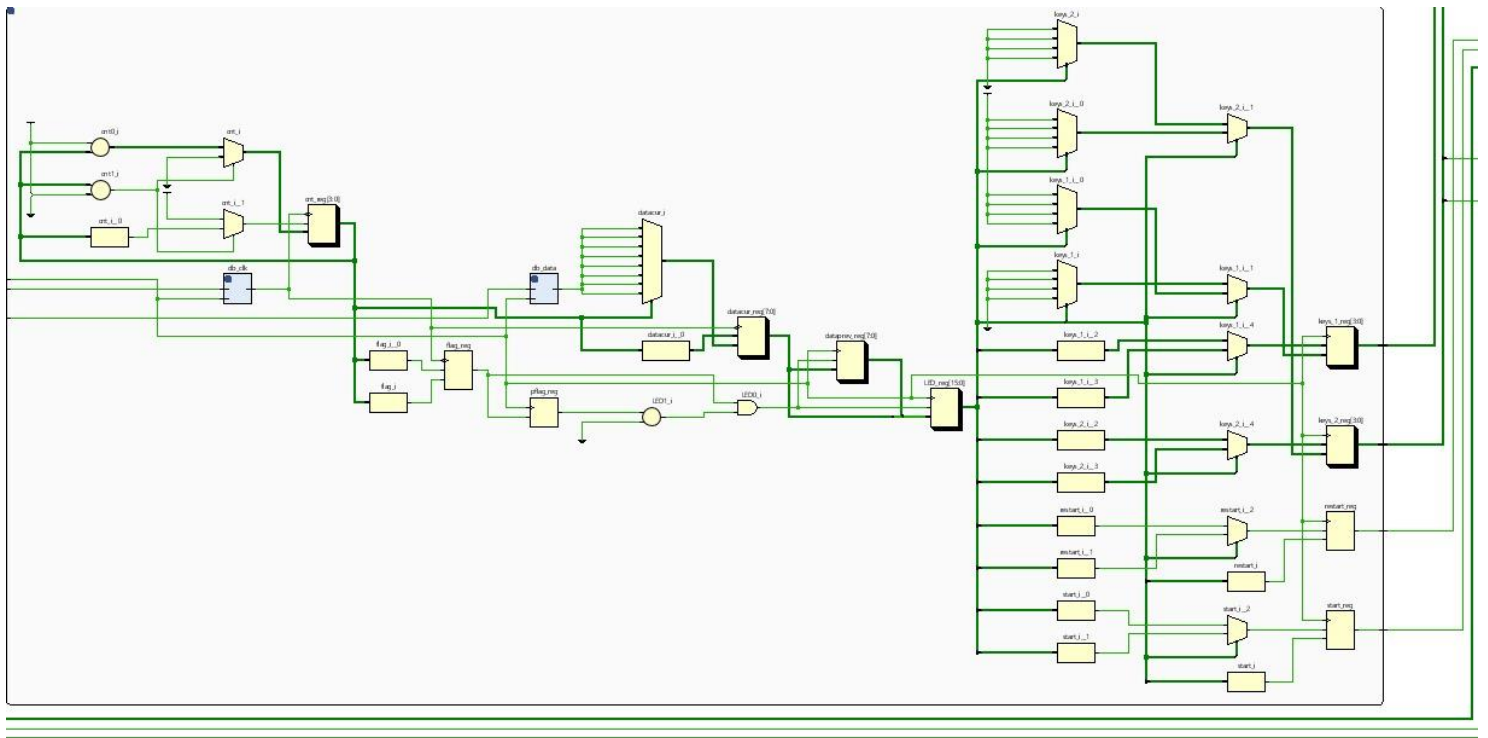 keys_2_i
keys_2_i__0
keys_2_i__1
cnt0_i
cnt_i
cnt1_i
keys_1_i__0
cnt_i__1
cnt_reg[3:0]
datacur_i
cnt_i__0
keys_1_i
db_clk
db_data
keys_1_i__1
datacur_reg[7:0]
keys_1_i__4
keys_1_reg[3:0]
datacur_i__0
dataprev_reg[7:0]
keys_1_i__2
flag_i__0
flag_reg
flag_i
keys_1_i__3
LED_reg[15:0]
pflag_reg
LED0_i
LED1_i
keys_2_i__2
keys_2_i__4
keys_2_reg[3:0]
keys_2_i__3
restart_i__0
restart_i__2
restart_reg
restart_i__1
restart_i
start_i__0
start_i__2
start_reg
start_i__1
start_i